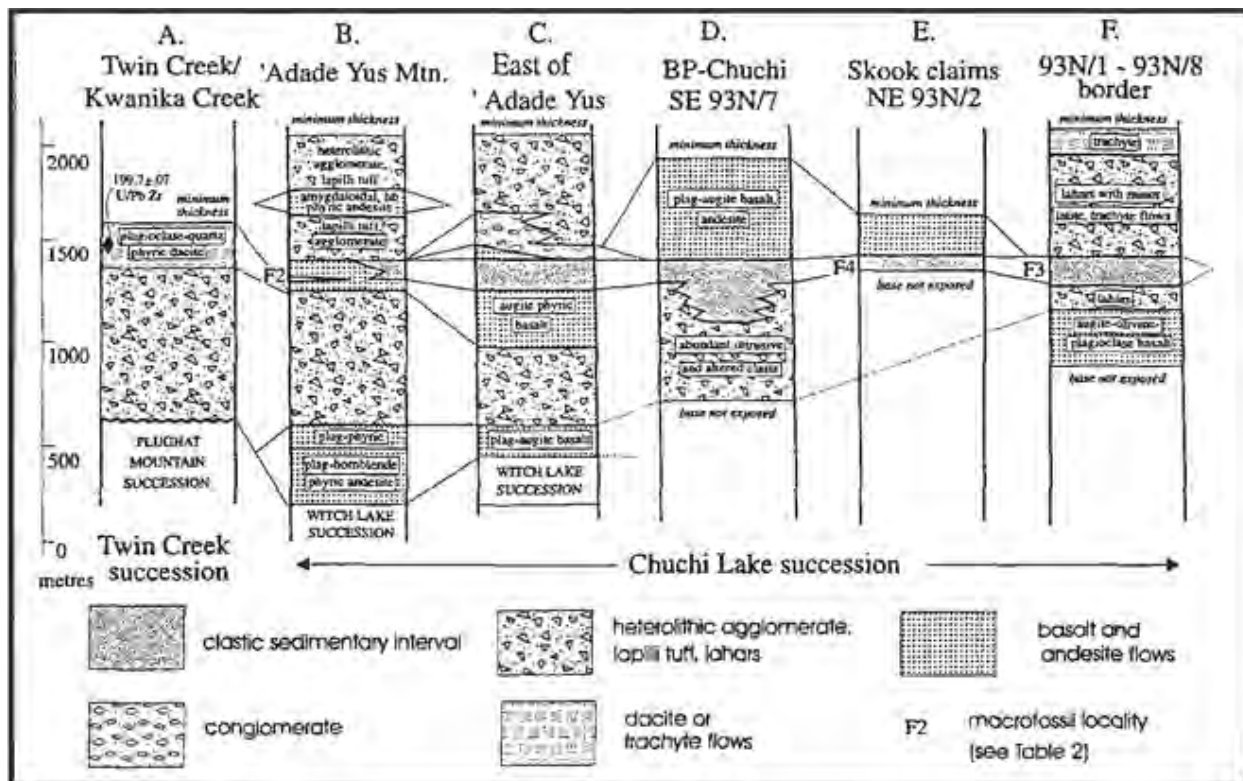 A.
Twin Creek/
Kwanika Creek
B.
'Adade Yus Mtn.
C.
East of
' Adade Yus
D.
BP-Chuchi
SE 93N/7
E.
Skook claims
NE 93N/2
F.
93N/1 - 93N/8
border
2000
1500
1000
500
0
metres
199.7±.07
U/Pb Zr
minimum
thickness
plagioclase-quartz
phyric dacite
PLUGHAT
MOUNTAIN
SUCCESSION
minimum thickness
heterolithic
agglomerate
lapilli tuff
amygdaloidal, hb
phyric andesite
lapilli tuff
agglomerate
F2
plag-phyric
plag-hornblende
phyric andesite
WITCH LAKE
SUCCESSION
minimum thickness
augite phyric
basalt
plag-augite basalt
WITCH LAKE
SUCCESSION
minimum thickness
plag-augite basalt,
andesite
abundant intrusive
and altered clasts
base not exposed
minimum thickness
F4
base not exposed
minimum thickness
trachyte
lahars with minor
latite, trachyte flows
F3
lahars
augite-olivene-
plagioclase basalt
base not exposed
Twin Creek
succession
Chuchi Lake succession
clastic sedimentary interval
heterolithic agglomerate,
lapilli tuff, lahars
basalt and
andesite flows
conglomerate
dacite or
trachyte flows
F2
macrofossil locality
(see Table 2)